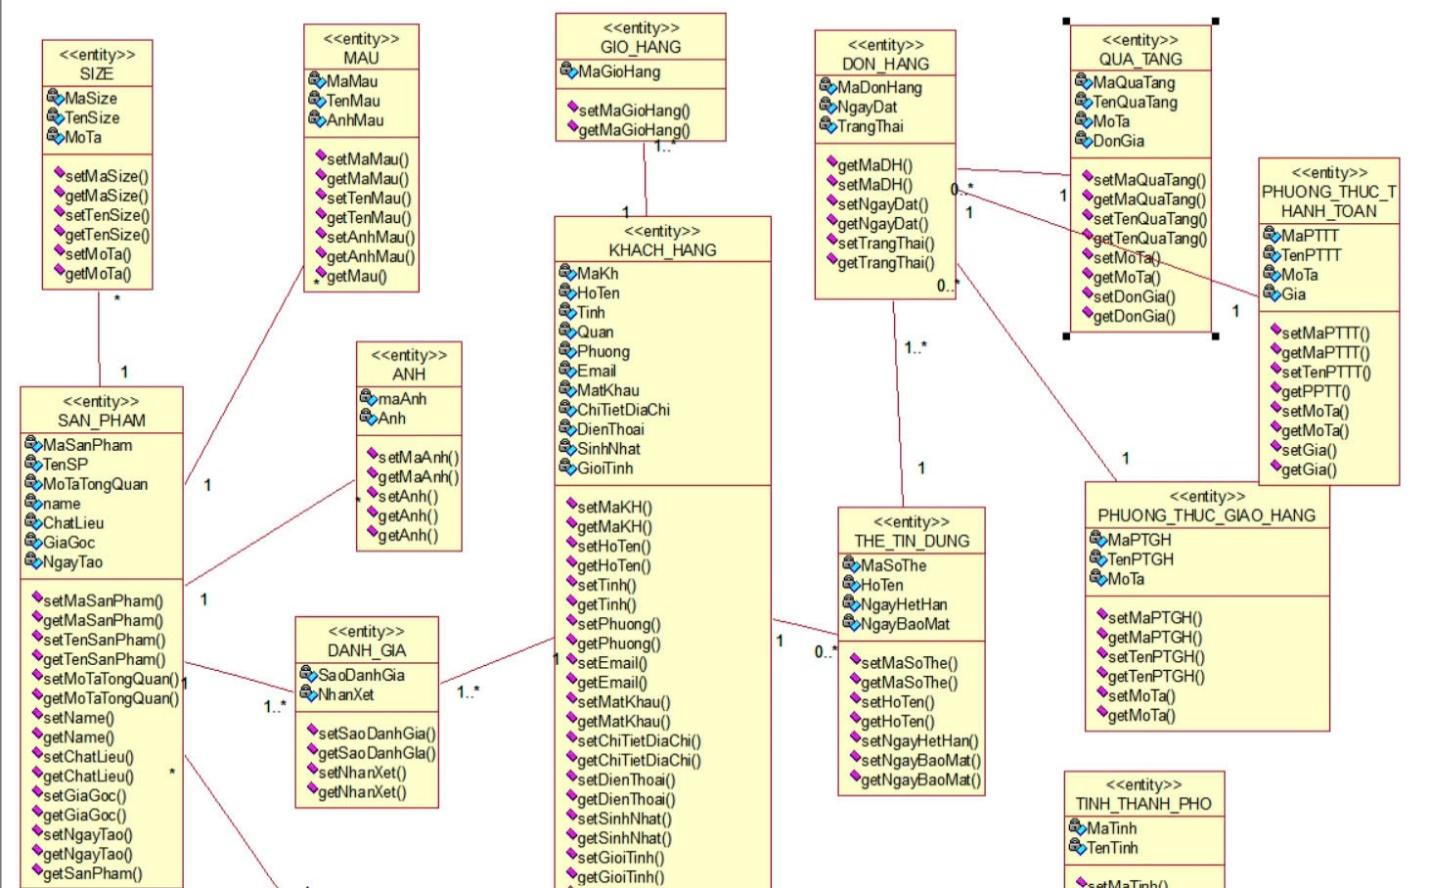 <<entity>>
SIZE
MaSize
TenSize
MoTa
setMaSize()
getMaSize()
setTenSize()
getTenSize()
setMoTa()
getMoTa()
*
1
<<entity>>
MAU
MaMau
TenMau
AnhMau
setMaMau()
getMaMau()
setTenMau()
getTenMau()
setAnhMau()
getAnhMau()
getMau()
*
1
<<entity>>
GIO_HANG
MaGioHang
setMaGioHang()
getMaGioHang()
1..*
1
<<entity>>
DON_HANG
MaDonHang
NgayDat
TrangThai
getMaDH()
setMaDH()
setNgayDat()
getNgayDat()
setTrangThai()
getTrangThai()
0..*
1
1
0..*
1..*
1
<<entity>>
QUA_TANG
MaQuaTang
TenQuaTang
MoTa
DonGia
setMaQuaTang()
getMaQuaTang()
setTenQuaTang()
getTenQuaTang()
setMoTa()
getMoTa()
setDonGia()
getDonGia()
<<entity>>
PHUONG_THUC_T
HANH_TOAN
MaPTTT
TenPTTT
MoTa
Gia
setMaPTTT()
getMaPTTT()
setTenPTTT()
getPPTT()
setMoTa()
getMoTa()
setGia()
getGia()
1
1
<<entity>>
SAN_PHAM
MaSanPham
TenSP
MoTaTongQuan
name
ChatLieu
GiaGoc
NgayTao
setMaSanPham()
getMaSanPham()
setTenSanPham()
getTenSanPham()
setMoTaTongQuan()
getMoTaTongQuan()
setName()
getName()
setChatLieu()
getChatLieu()
setGiaGoc()
getGiaGoc()
setNgayTao()
getNgayTao()
getSanPham()
*
1
<<entity>>
ANH
maAnh
Anh
setMaAnh()
getMaAnh()
setAnh()
getAnh()
getAnh()
*
1
<<entity>>
DANH_GIA
SaoDanhGia
NhanXet
setSaoDanhGia()
getSaoDanhGIa()
setNhanXet()
getNhanXet()
1..*
1..*
1
<<entity>>
KHACH_HANG
MaKh
HoTen
Tinh
Quan
Phuong
Email
MatKhau
ChiTietDiaChi
DienThoai
SinhNhat
GioiTinh
setMaKH()
getMaKH()
setHoTen()
getHoTen()
setTinh()
getTinh()
setPhuong()
getPhuong()
setEmail()
getEmail()
setMatKhau()
getMatKhau()
setChiTietDiaChi()
getChiTietDiaChi()
setDienThoai()
getDienThoai()
setSinhNhat()
getSinhNhat()
setGioiTinh()
getGioiTinh()
1
0..*
<<entity>>
THE_TIN_DUNG
MaSoThe
HoTen
NgayHetHan
NgayBaoMat
setMaSoThe()
getMaSoThe()
setHoTen()
getHoTen()
setNgayHetHan()
setNgayBaoMat()
getNgayBaoMat()
<<entity>>
PHUONG_THUC_GIAO_HANG
MaPTGH
TenPTGH
MoTa
setMaPTGH()
getMaPTGH()
setTenPTGH()
getTenPTGH()
setMoTa()
getMoTa()
<<entity>>
TINH_THANH_PHO
MaTinh
TenTinh
setMaTinh()